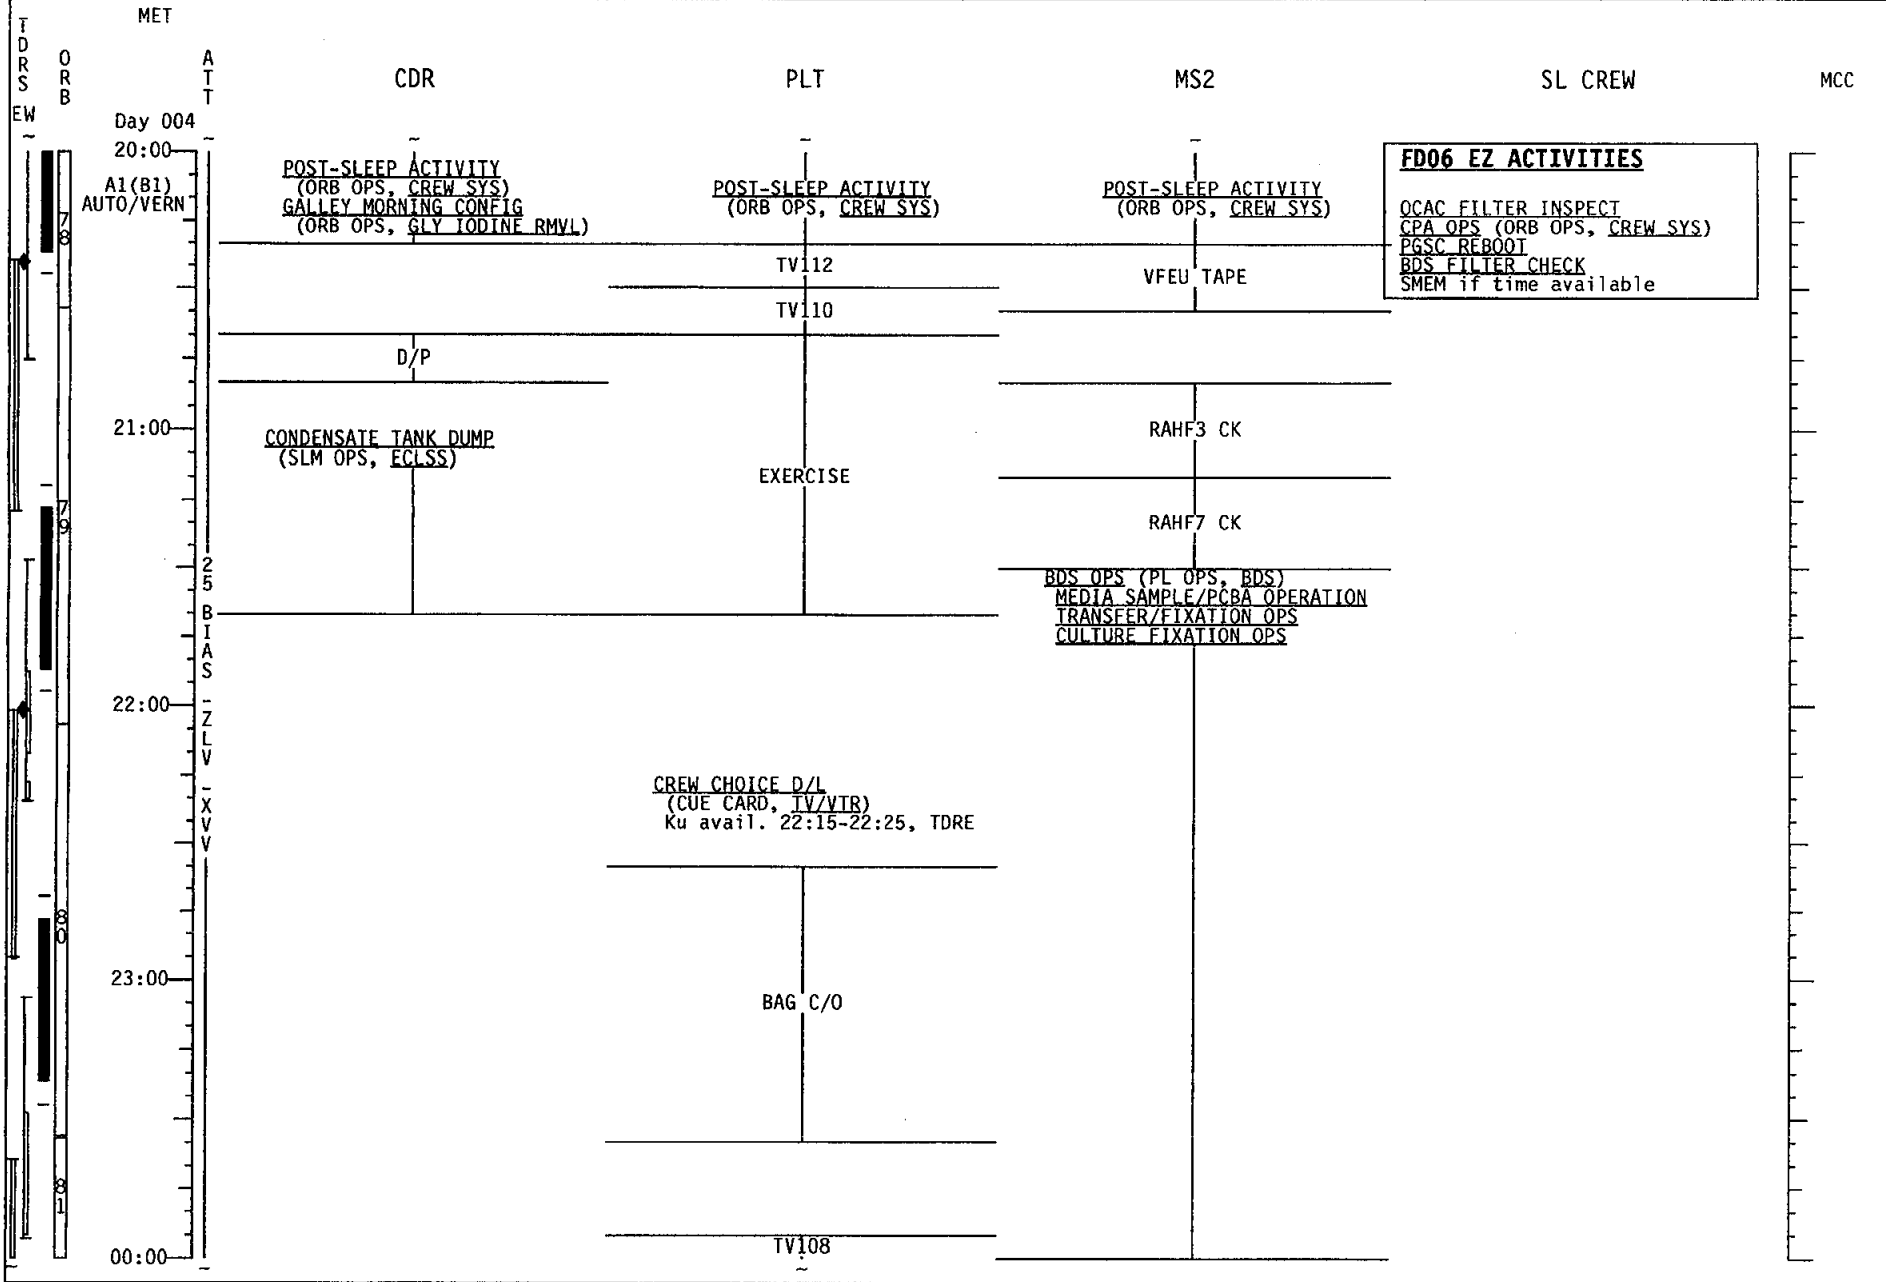 MET
TDRS
EW
ORB
ATT
CDR
PLT
MS2
SL CREW
MCC
Day 004
20:00
A1(B1)
AUTO/VERN
78
POST-SLEEP ACTIVITY
(ORB OPS, CREW SYS)
GALLEY MORNING CONFIG
(ORB OPS, GLY IODINE RMVL)
POST-SLEEP ACTIVITY
(ORB OPS, CREW SYS)
POST-SLEEP ACTIVITY
(ORB OPS, CREW SYS)
FD06 EZ ACTIVITIES
OCAC FILTER INSPECT
CPA OPS (ORB OPS, CREW SYS)
PGSC REBOOT
BDS FILTER CHECK
SMEM if time available
TV112
TV110
VFEU TAPE
D/P
21:00
CONDENSATE TANK DUMP
(SLM OPS, ECLSS)
EXERCISE
RAHF3 CK
RAHF7 CK
79
25 BIAS -ZLV -XVV
BDS OPS (PL OPS, BDS)
MEDIA SAMPLE/PCBA OPERATION
TRANSFER/FIXATION OPS
CULTURE FIXATION OPS
22:00
CREW CHOICE D/L
(CUE CARD, TV/VTR)
Ku avail. 22:15-22:25, TDRE
80
23:00
BAG C/O
81
00:00
TV108